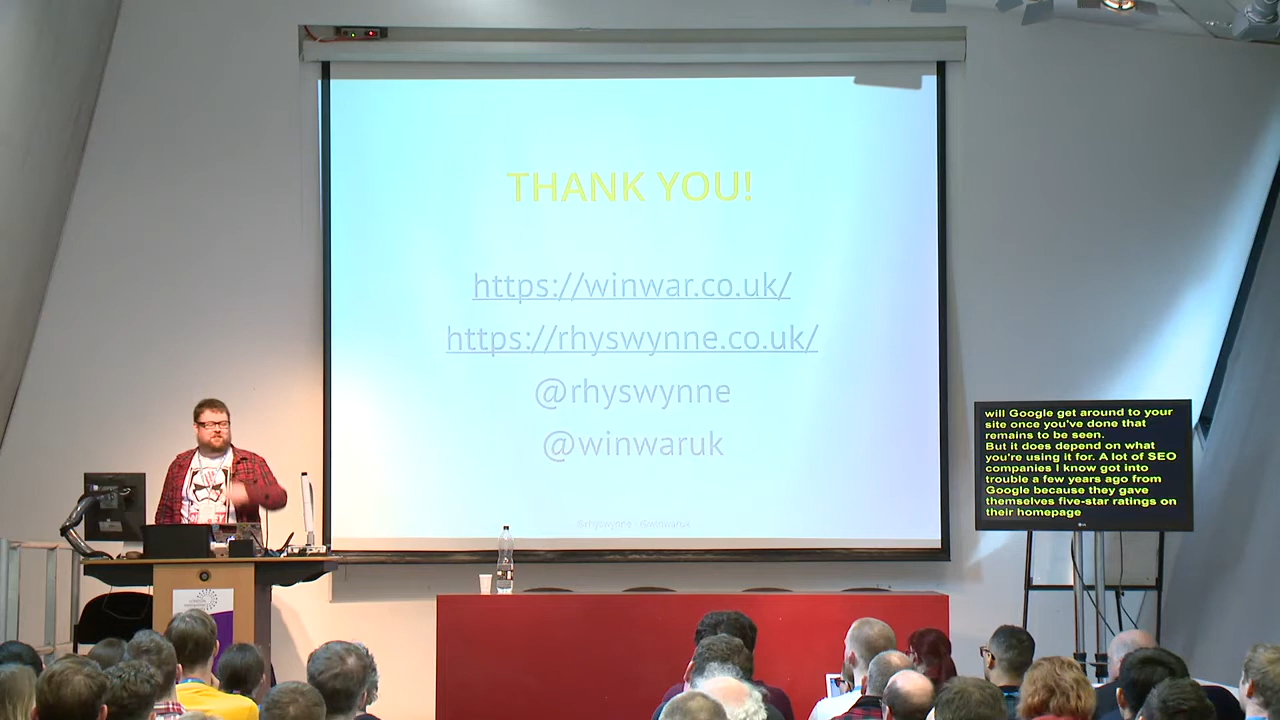 THANK YOU!
https://winwar.co.uk/
https://rhyswynne.co.uk/
@rhyswynne
@winwaruk
@rhyswynne - @winwaruk
will Google get around to your
site once you've done that
remains to be seen.
But it does depend on what
you're using it for. A lot of SEO
companies I know got into
trouble a few years ago from
Google because they gave
themselves five-star ratings on
their homepage
LONDON